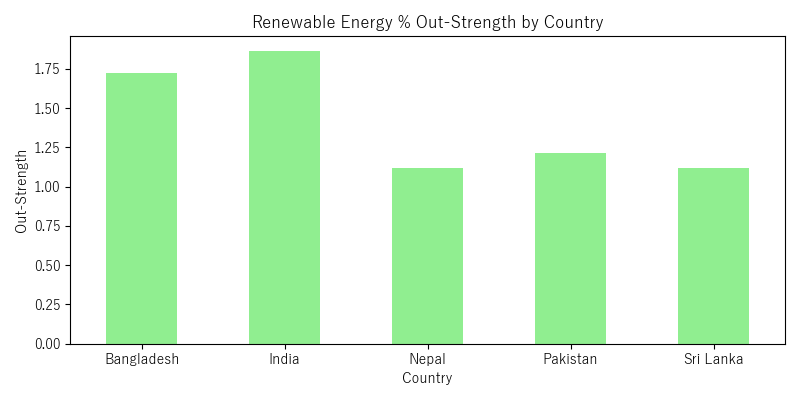 Renewable Energy % Out-Strength by Country
Out-Strength
1.75
1.50
1.25
1.00
0.75
0.50
0.25
0.00
Bangladesh
India
Nepal
Pakistan
Sri Lanka
Country